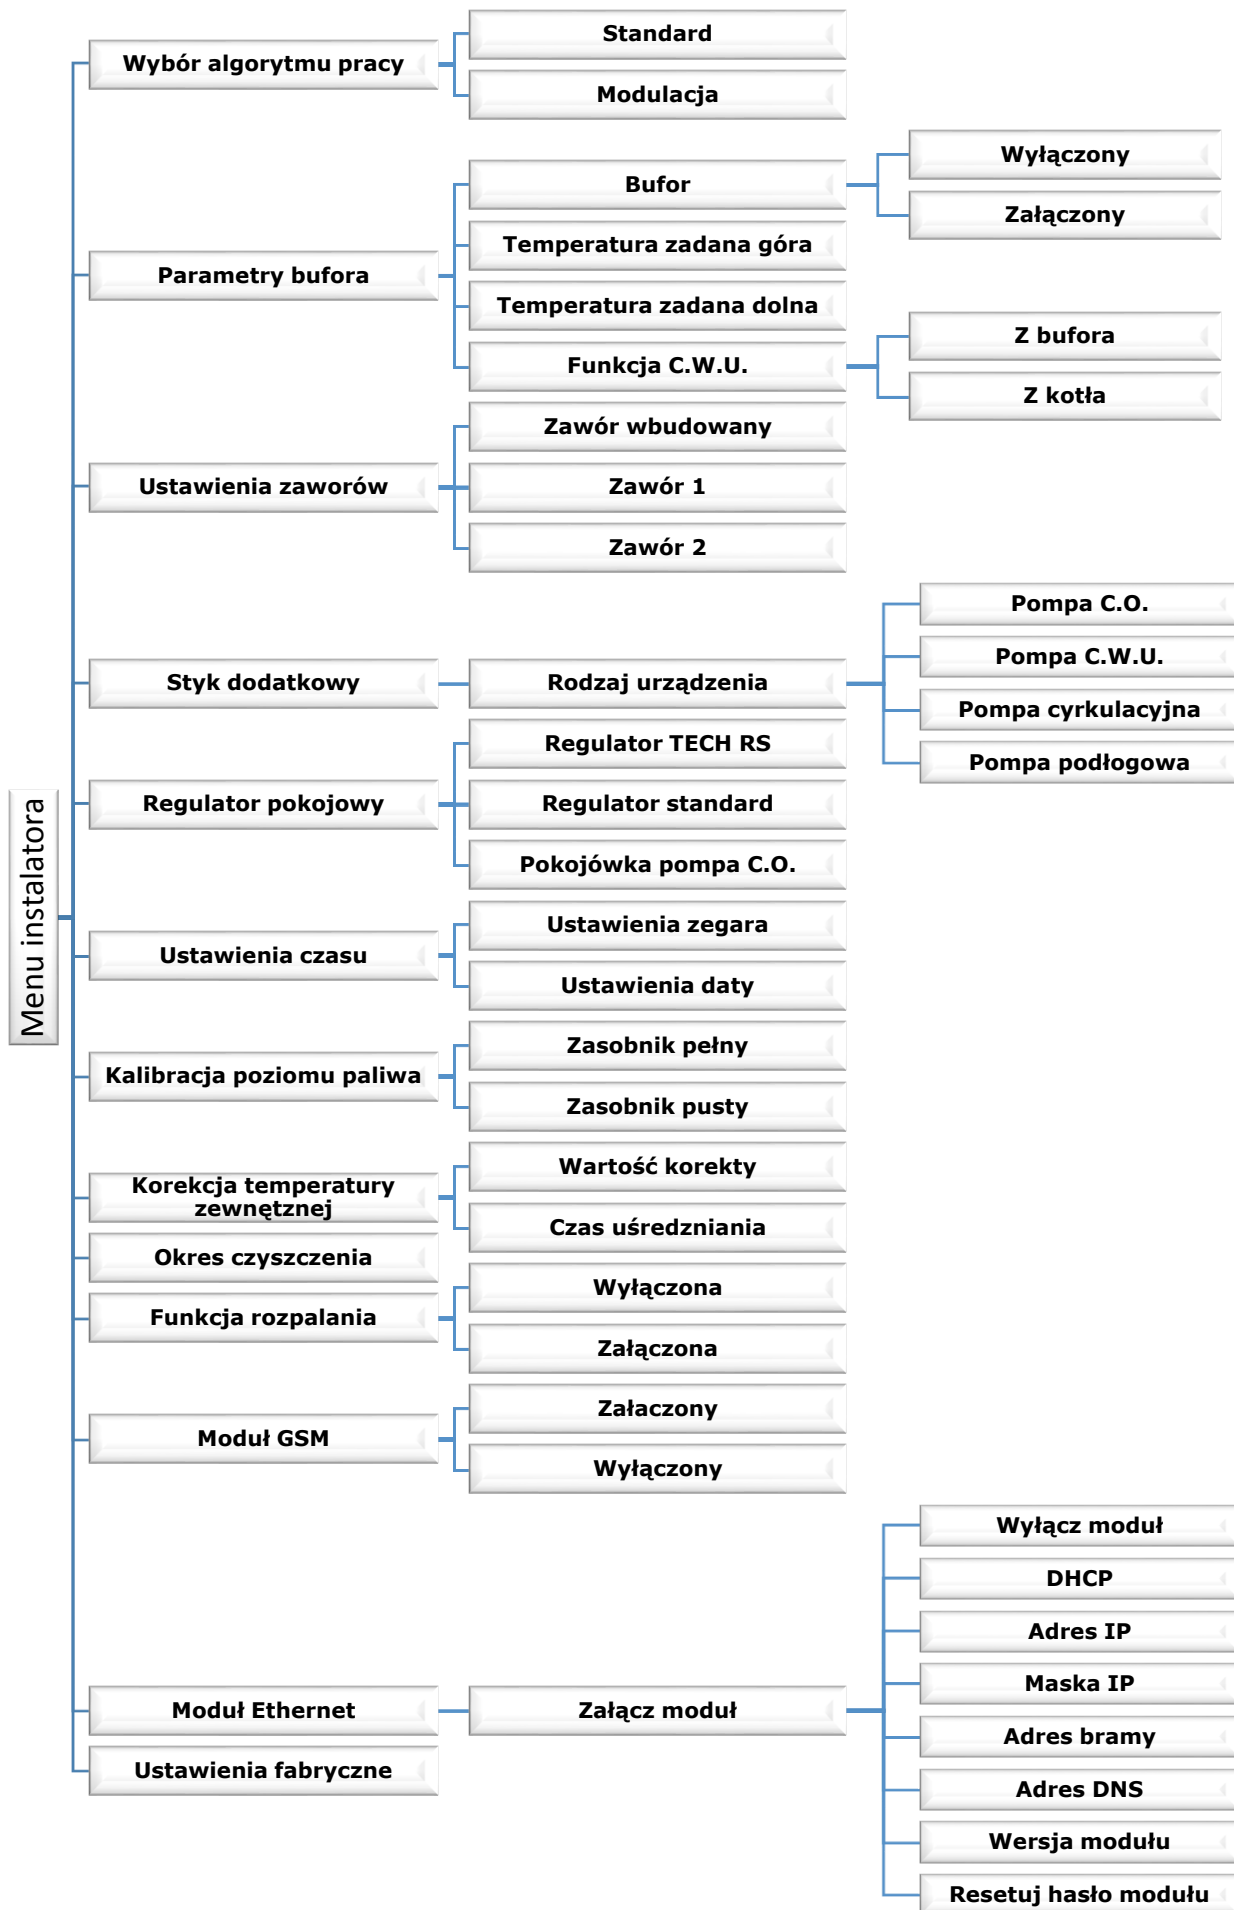 Menu instalatora
Wybór algorytmu pracy
Standard
Modulacja
Parametry bufora
Bufor
Wyłączony
Załączony
Temperatura zadana góra
Temperatura zadana dolna
Funkcja C.W.U.
Z bufora
Z kotła
Ustawienia zaworów
Zawór wbudowany
Zawór 1
Zawór 2
Styk dodatkowy
Rodzaj urządzenia
Pompa C.O.
Pompa C.W.U.
Pompa cyrkulacyjna
Pompa podłogowa
Regulator pokojowy
Regulator TECH RS
Regulator standard
Pokojówka pompa C.O.
Ustawienia czasu
Ustawienia zegara
Ustawienia daty
Kalibracja poziomu paliwa
Zasobnik pełny
Zasobnik pusty
Korekcja temperatury
zewnętznej
Wartość korekty
Czas uśredzniania
Okres czyszczenia
Funkcja rozpalania
Wyłączona
Załączona
Moduł GSM
Załaczony
Wyłączony
Moduł Ethernet
Załącz moduł
Wyłącz moduł
DHCP
Adres IP
Maska IP
Adres bramy
Adres DNS
Wersja modułu
Resetuj hasło modułu
Ustawienia fabryczne